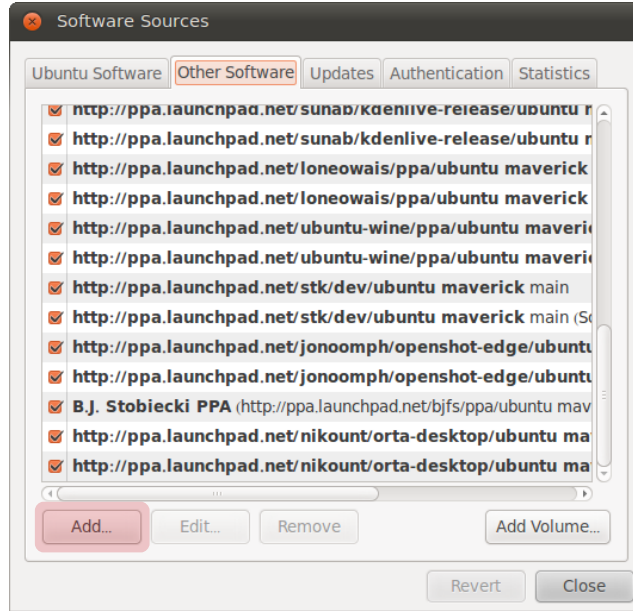 Software Sources
Ubuntu Software Other Software Updates Authentication Statistics
http://ppa.launchpad.net/sunab/kdenlive-release/ubuntu
http://ppa.launchpad.net/sunab/kdenlive-release/ubuntu
http://ppa.launchpad.net/loneowais/ppa/ubuntu maverick
http://ppa.launchpad.net/loneowais/ppa/ubuntu maverick
http://ppa.launchpad.net/ubuntu-wine/ppa/ubuntu
http://ppa.launchpad.net/ubuntu-wine/ppa/ubuntu
http://ppa.launchpad.net/stk/dev/ubuntu maverick main
http://ppa.launchpad.net/stk/dev/ubuntu maverick main
http://ppa.launchpad.net/jonoomph/openshot-edge/ubuntu
http://ppa.launchpad.net/jonoomph/openshot-edge/ubuntu
B.J. Stobiecki PPA (http://ppa.launchpad.net/bjfs/ppa/ubuntu mav
http://ppa.launchpad.net/nikount/orta-desktop/ubuntu
http://ppa.launchpad.net/nikount/orta-desktop/ubuntu
Add... Edit... Remove Add Volume...
Revert Close